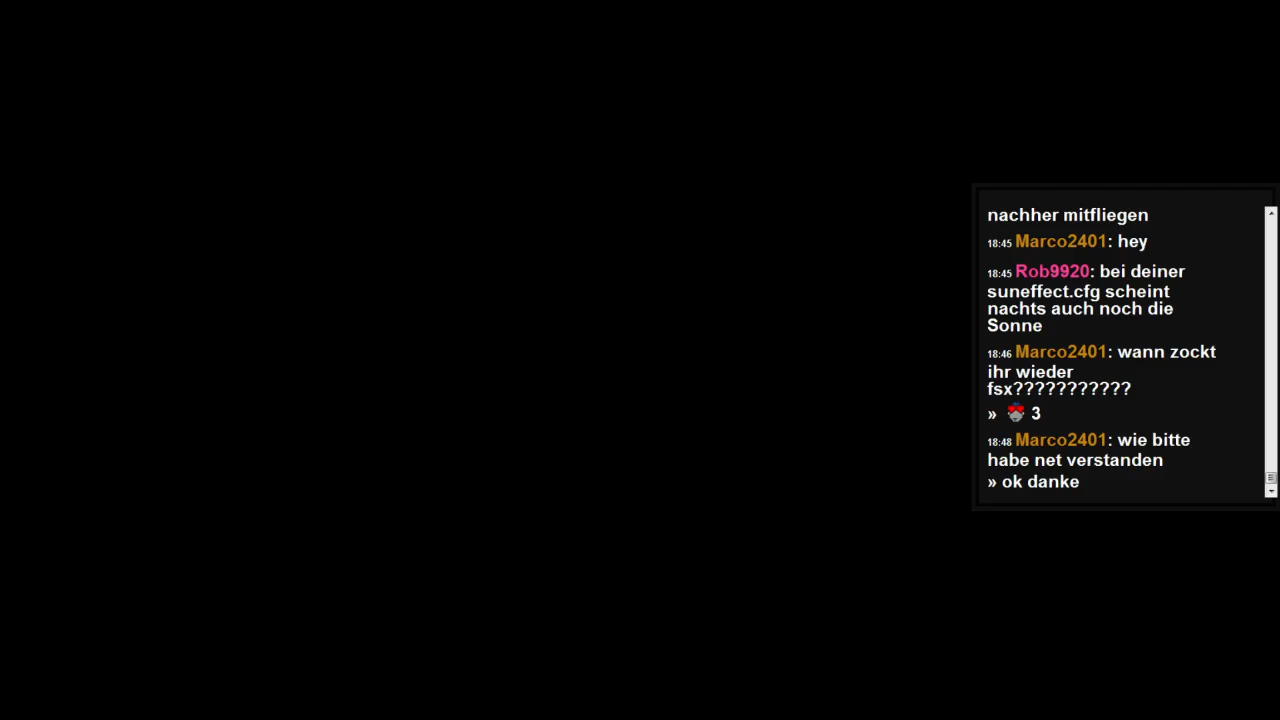 nachher mitfliegen
18:45 Marco2401: hey
18:45 Rob9920: bei deiner
suneffect.cfg scheint
nachts auch noch die
Sonne
18:46 Marco2401: wann zockt
ihr wieder
fsx???????????
» 3
18:48 Marco2401: wie bitte
habe net verstanden
» ok danke